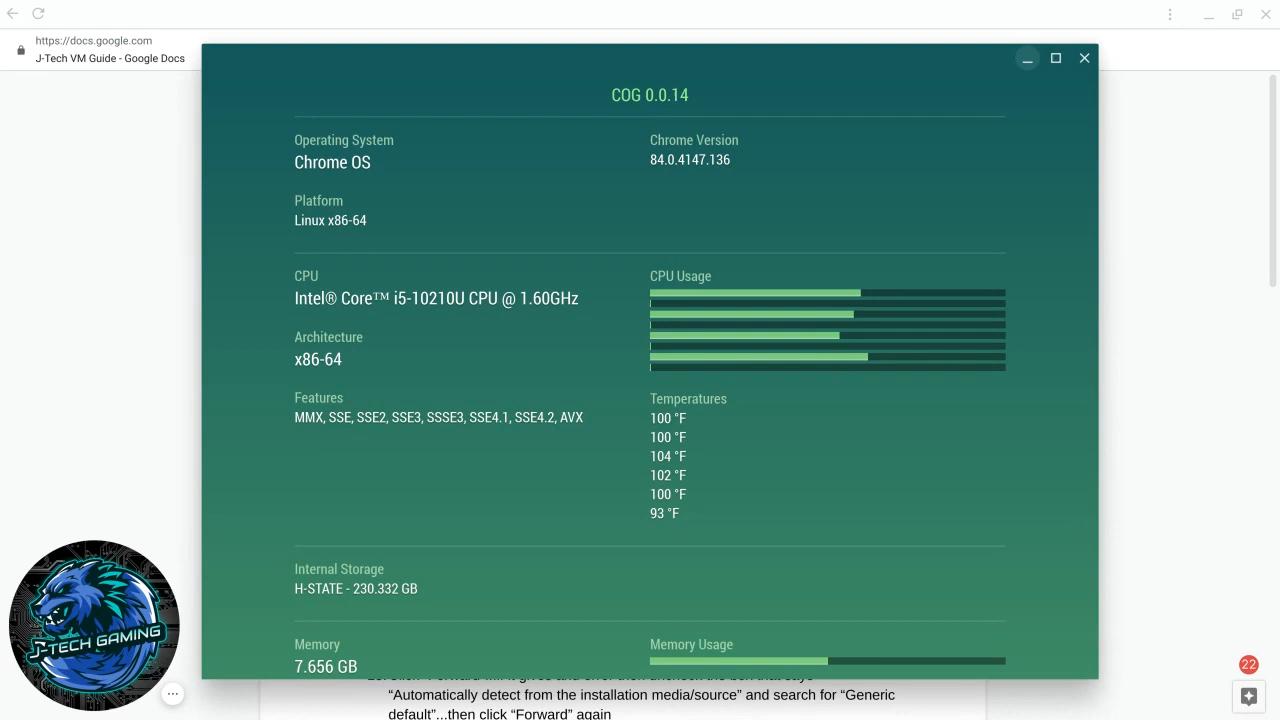 https://docs.google.com
J-Tech VM Guide - Google Docs
COG 0.0.14
Operating System
Chrome OS
Chrome Version
84.0.4147.136
Platform
Linux x86-64
CPU
Intel® Core™ i5-10210U CPU @ 1.60GHz
CPU Usage
Architecture
x86-64
Features
MMX, SSE, SSE2, SSE3, SSSE3, SSE4.1, SSE4.2, AVX
Temperatures
100 °F
100 °F
104 °F
102 °F
100 °F
93 °F
Internal Storage
H-STATE - 230.332 GB
Memory
7.656 GB
Memory Usage
J-TECH GAMING
22
“Automatically detect from the installation media/source” and search for “Generic
default”...then click “Forward” again